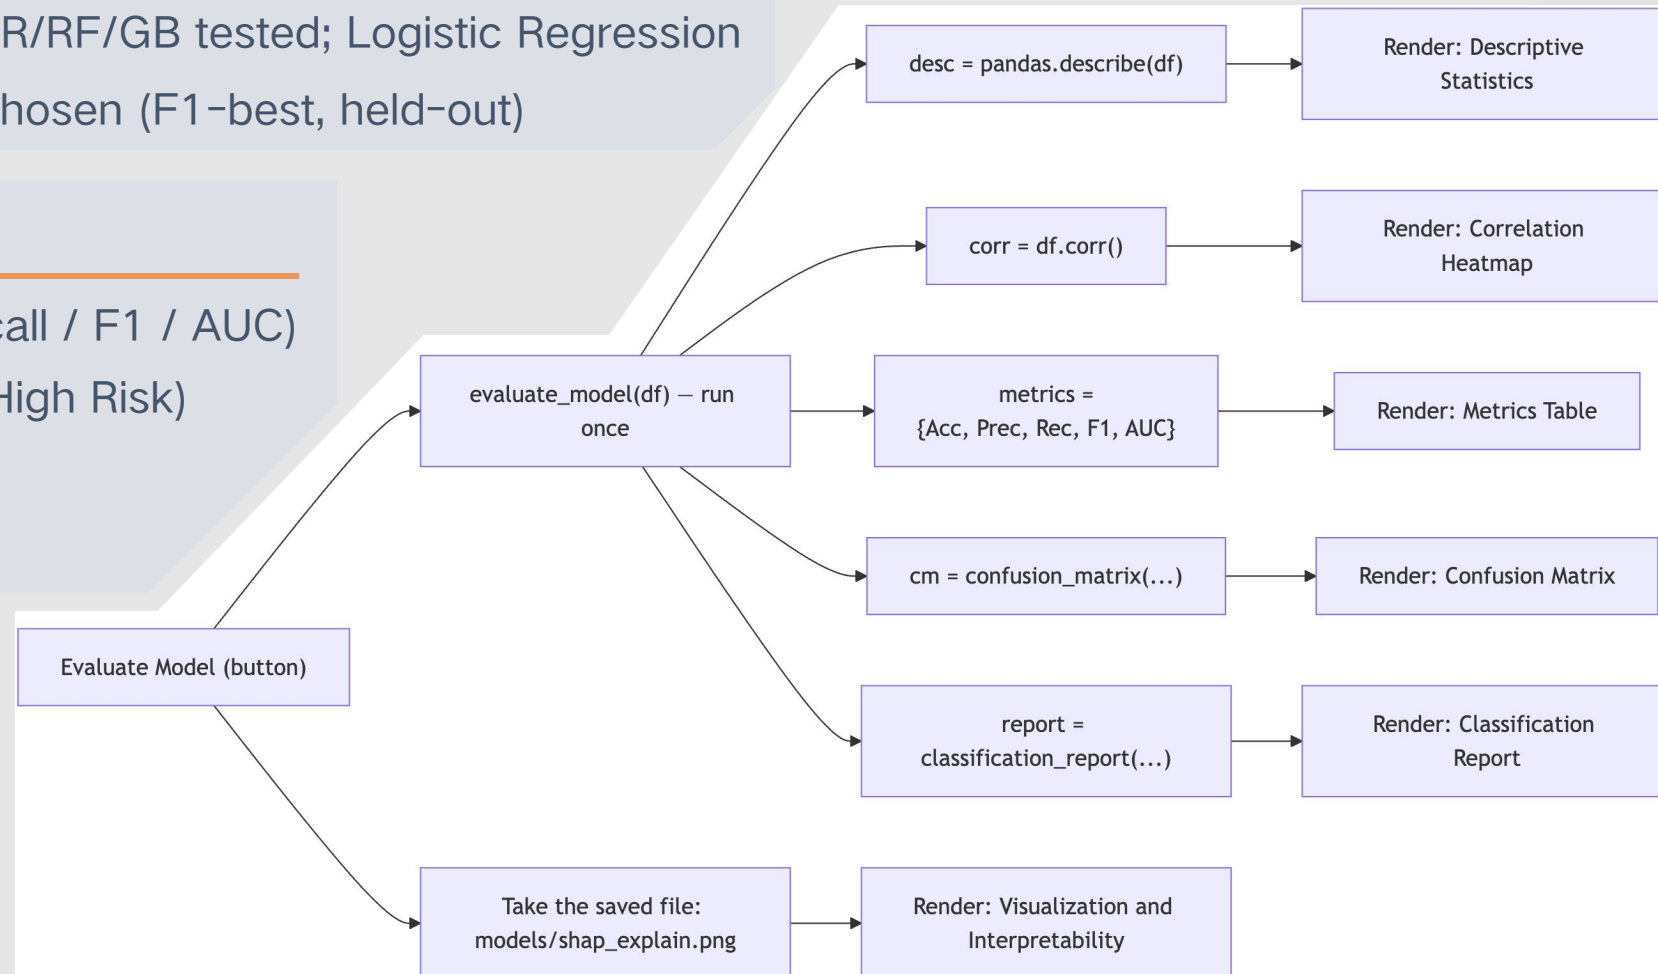 R/RF/GB tested; Logistic Regression
hosen (F1-best, held-out)
call / F1 / AUC)
High Risk)
desc = pandas.describe(df)
Render: Descriptive
Statistics
corr = df.corr()
Render: Correlation
Heatmap
evaluate_model(df) — run
once
metrics =
{Acc, Prec, Rec, F1, AUC}
Render: Metrics Table
cm = confusion_matrix(...)
Render: Confusion Matrix
Evaluate Model (button)
report =
classification_report(...)
Render: Classification
Report
Take the saved file:
models/shap_explain.png
Render: Visualization and
Interpretability